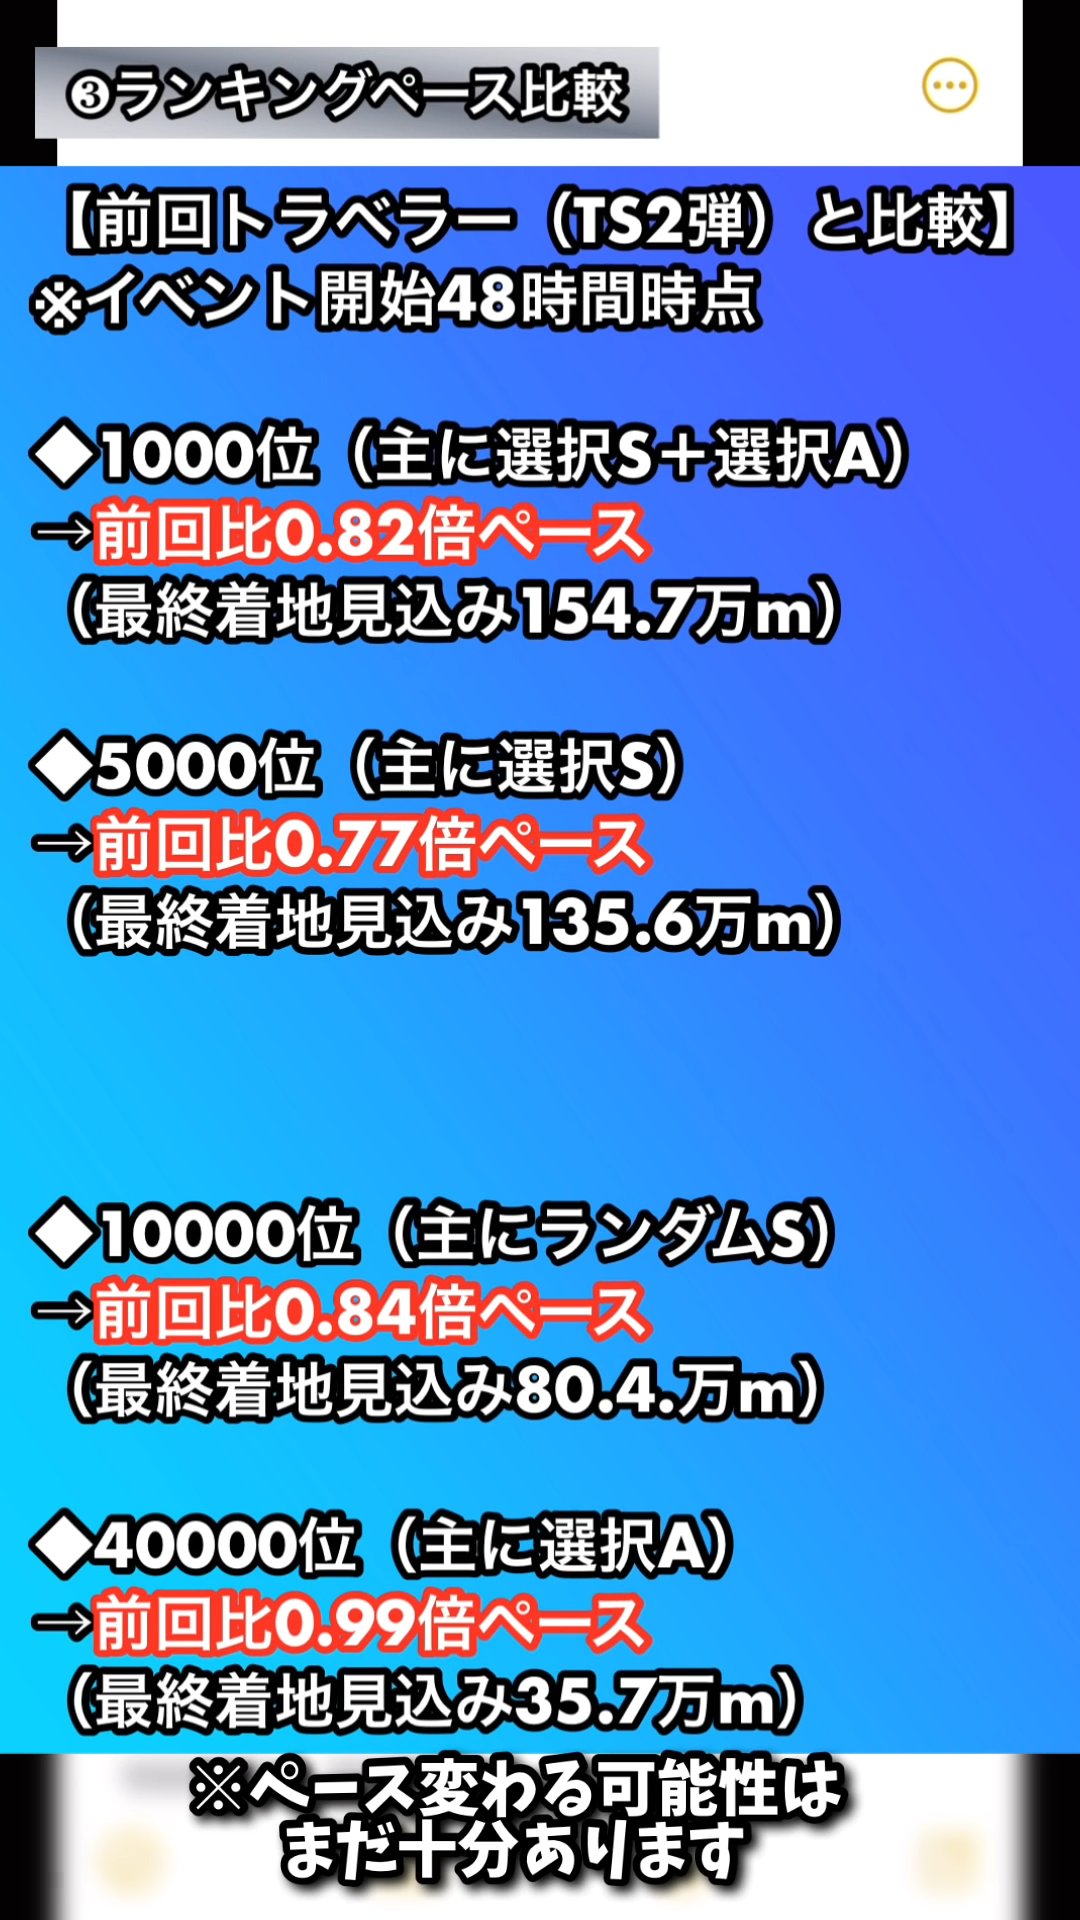 ❸ランキングペース比較
【前回トラベラー（TS2弾）と比較】
※イベント開始48時間時点
◆1000位（主に選択S＋選択A）
→前回比0.82倍ペース
（最終着地見込み154.7万m）
◆5000位（主に選択S）
→前回比0.77倍ペース
（最終着地見込み135.6万m）
◆10000位（主にランダムS）
→前回比0.84倍ペース
（最終着地見込み80.4.万m）
◆40000位（主に選択A）
→前回比0.99倍ペース
（最終着地見込み35.7万m）
※ペース変わる可能性は
まだ十分あります